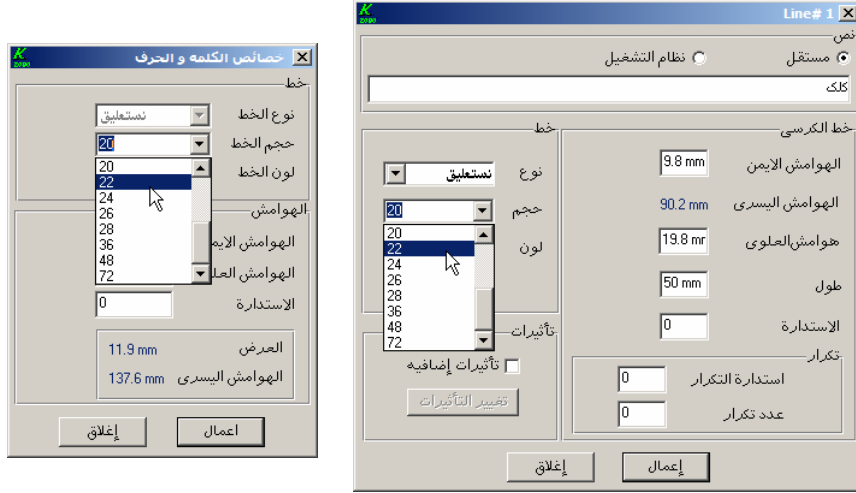 Line# 1
نص
مستقل
نظام التشغيل
كلك
خط الكرسى
الهوامش الايمن
9.8 mm
الهوامش اليسرى
90.2 mm
هوامش العلوى
19.8 mr
طول
50 mm
الاستدارة
0
تكرار
استدارة التكرار
0
عدد تكرار
0
خط
نوع
نستعليق
حجم
20
لون
20
22
24
26
28
36
48
72
تأثيرات
تأثيرات إضافيه
تغيير التأثيرات
إعمال
إغلاق
خصائص الكلمه و الحرف
خط
نوع الخط
نستعليق
حجم الخط
20
لون الخط
20
22
24
26
28
36
48
72
الهوامش
الهوامش الايم
الهوامش العل
الاستدارة
0
العرض
11.9 mm
الهوامش اليسرى
137.6 mm
اعمال
إغلاق